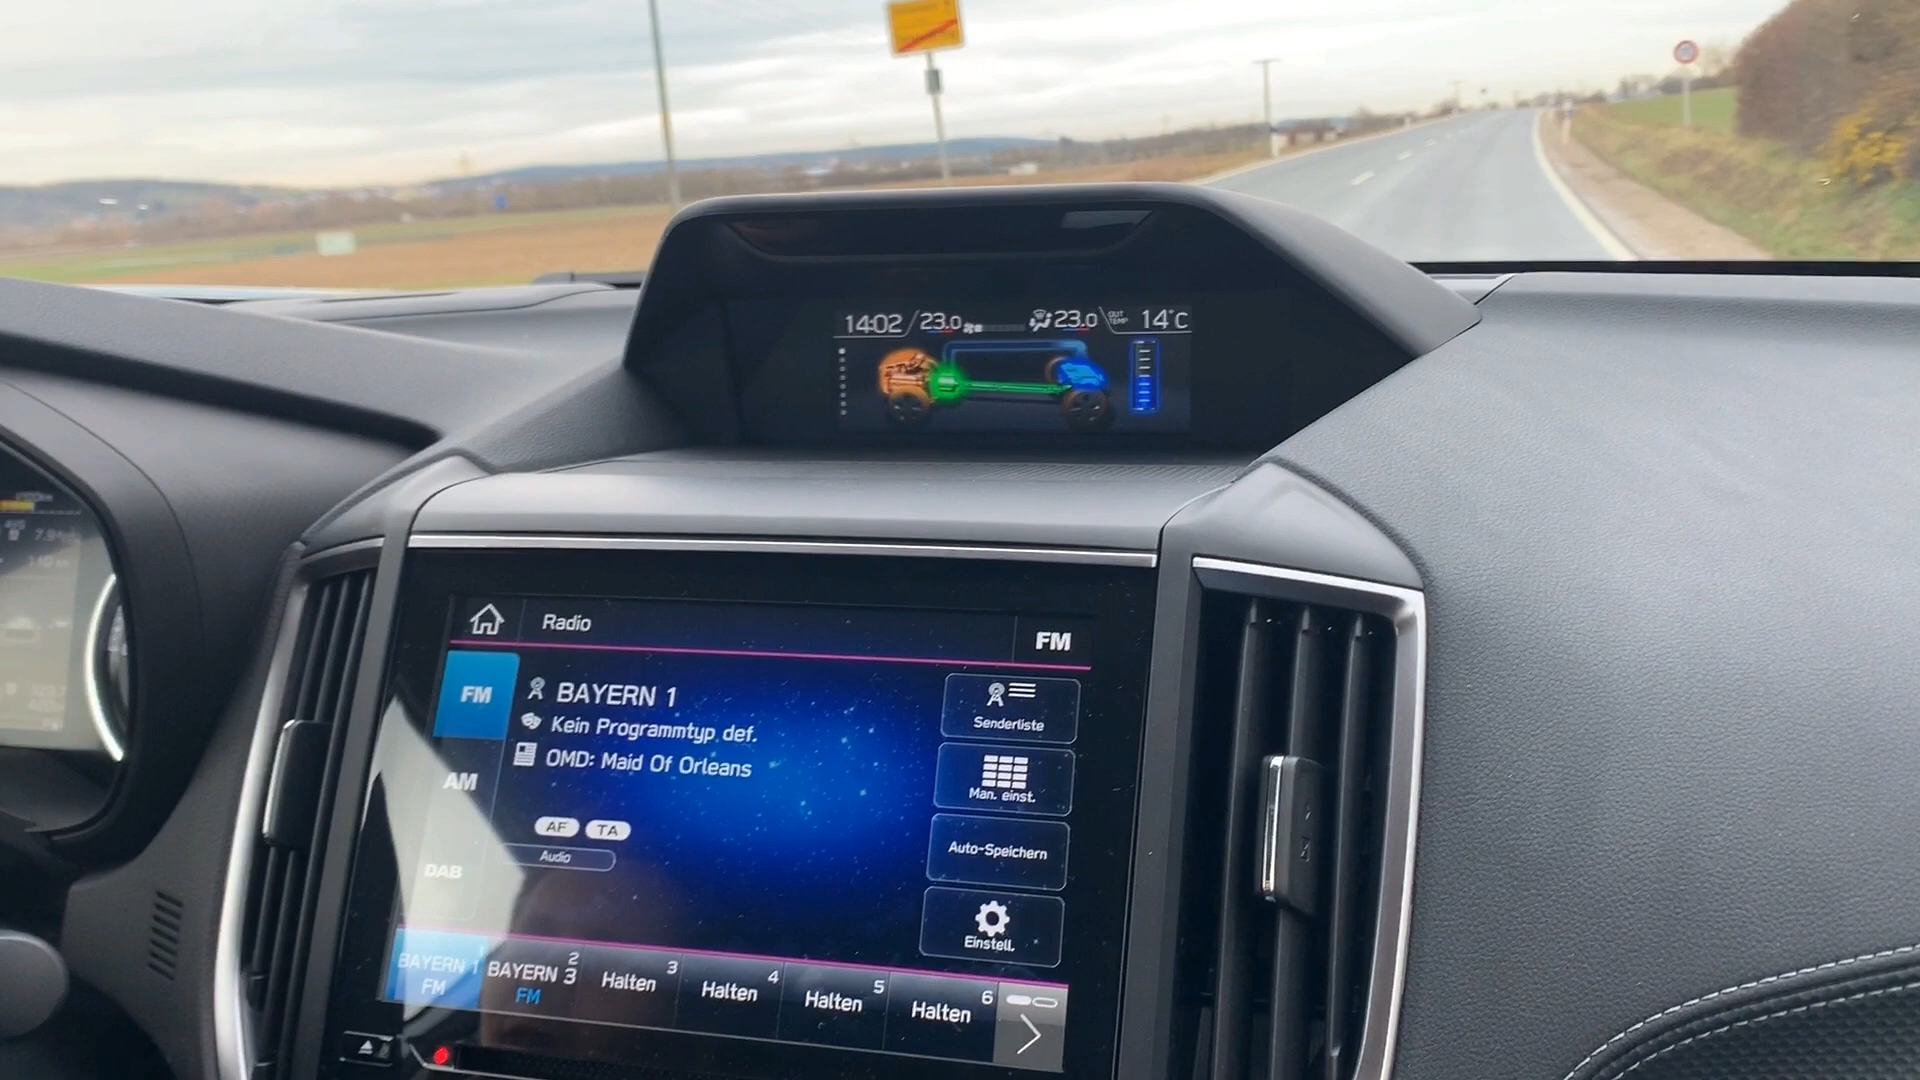 14:02 23.0 23.0 OUT TEMP 14°C
Radio
FM
FM
BAYERN 1
Kein Programmtyp def.
OMD: Maid Of Orleans
AM
AF TA
Audio
DAB
Senderliste
Man. einst.
Auto-Speichern
Einstell.
BAYERN 1 FM
2 BAYERN 3 FM
3 Halten
4 Halten
5 Halten
6 Halten